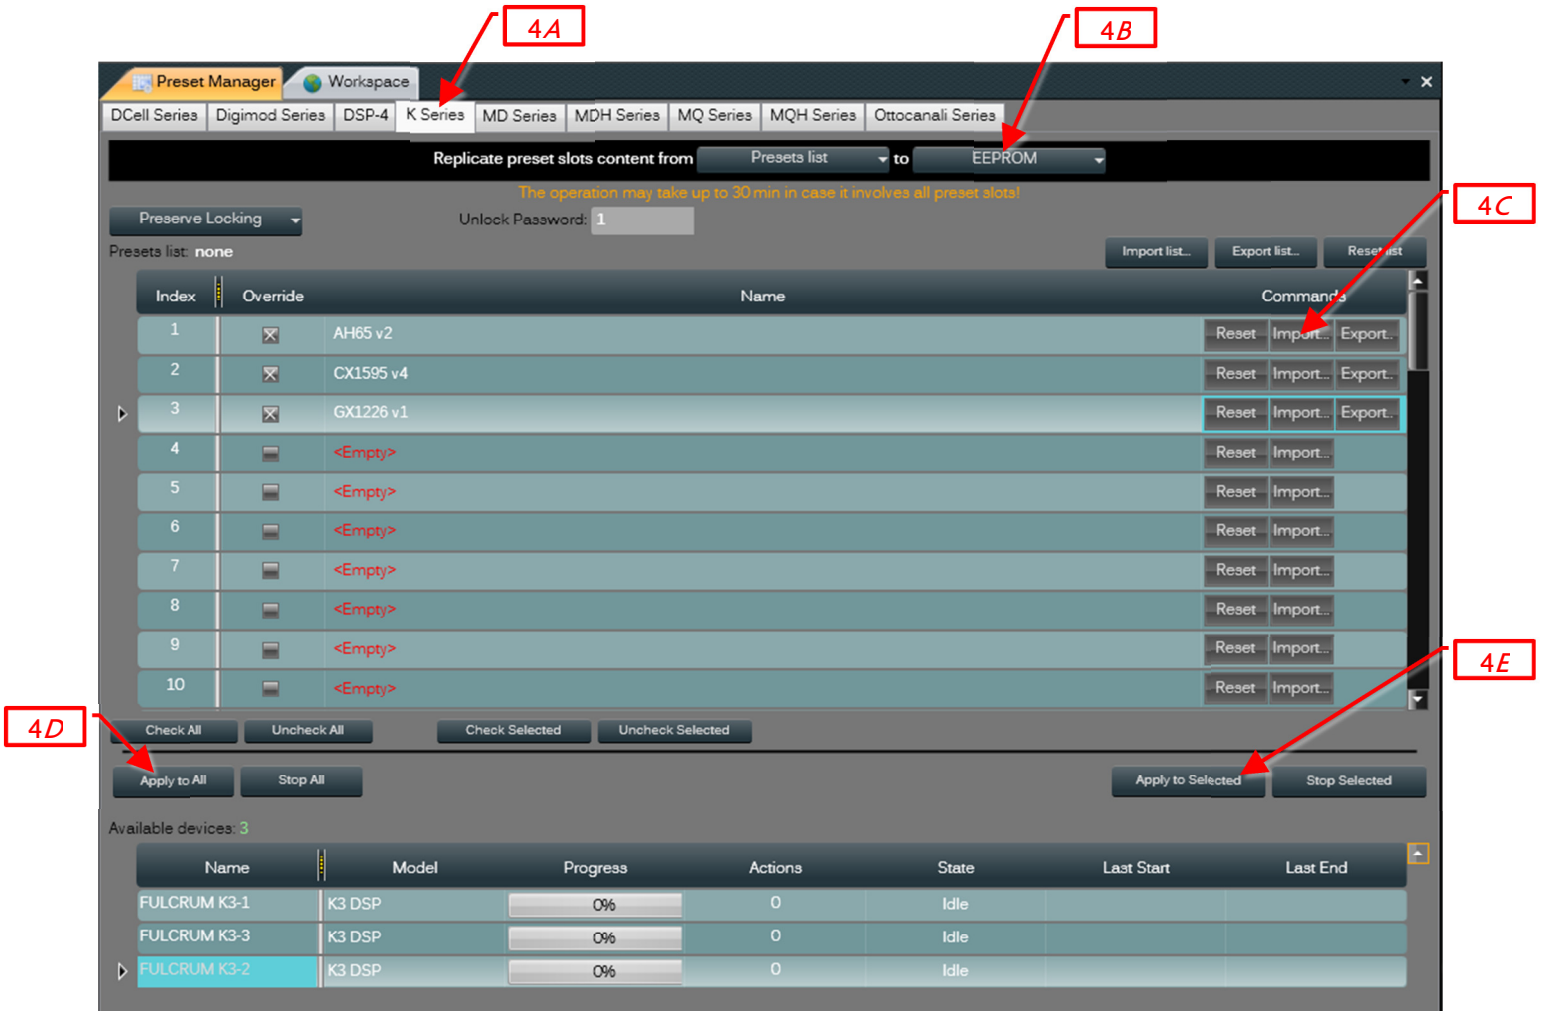 4A
4B
Preset Manager
Workspace
DCell Series
Digimod Series
DSP-4
K Series
MD Series
MDH Series
MQ Series
MQH Series
Ottocanali Series
Replicate preset slots content from Presets list to EEPROM
The operation may take up to 30 min in case it involves all preset slots!
4C
Preserve Locking
Unlock Password: 1
Presets list: none
Import list...
Export list...
Reset list
Index Override Name Commands
1 AH65 v2 Reset Import... Export..
2 CX1595 v4 Reset Import... Export..
3 GX1226 v1 Reset Import... Export..
4 <Empty> Reset Import...
5 <Empty> Reset Import...
6 <Empty> Reset Import...
7 <Empty> Reset Import...
8 <Empty> Reset Import...
9 <Empty> Reset Import...
10 <Empty> Reset Import...
4E
4D
Check All
Uncheck All
Check Selected
Uncheck Selected
Apply to All
Stop All
Apply to Selected
Stop Selected
Available devices: 3
Name Model Progress Actions State Last Start Last End
FULCRUM K3-1 K3 DSP 0% 0 Idle
FULCRUM K3-3 K3 DSP 0% 0 Idle
FULCRUM K3-2 K3 DSP 0% 0 Idle